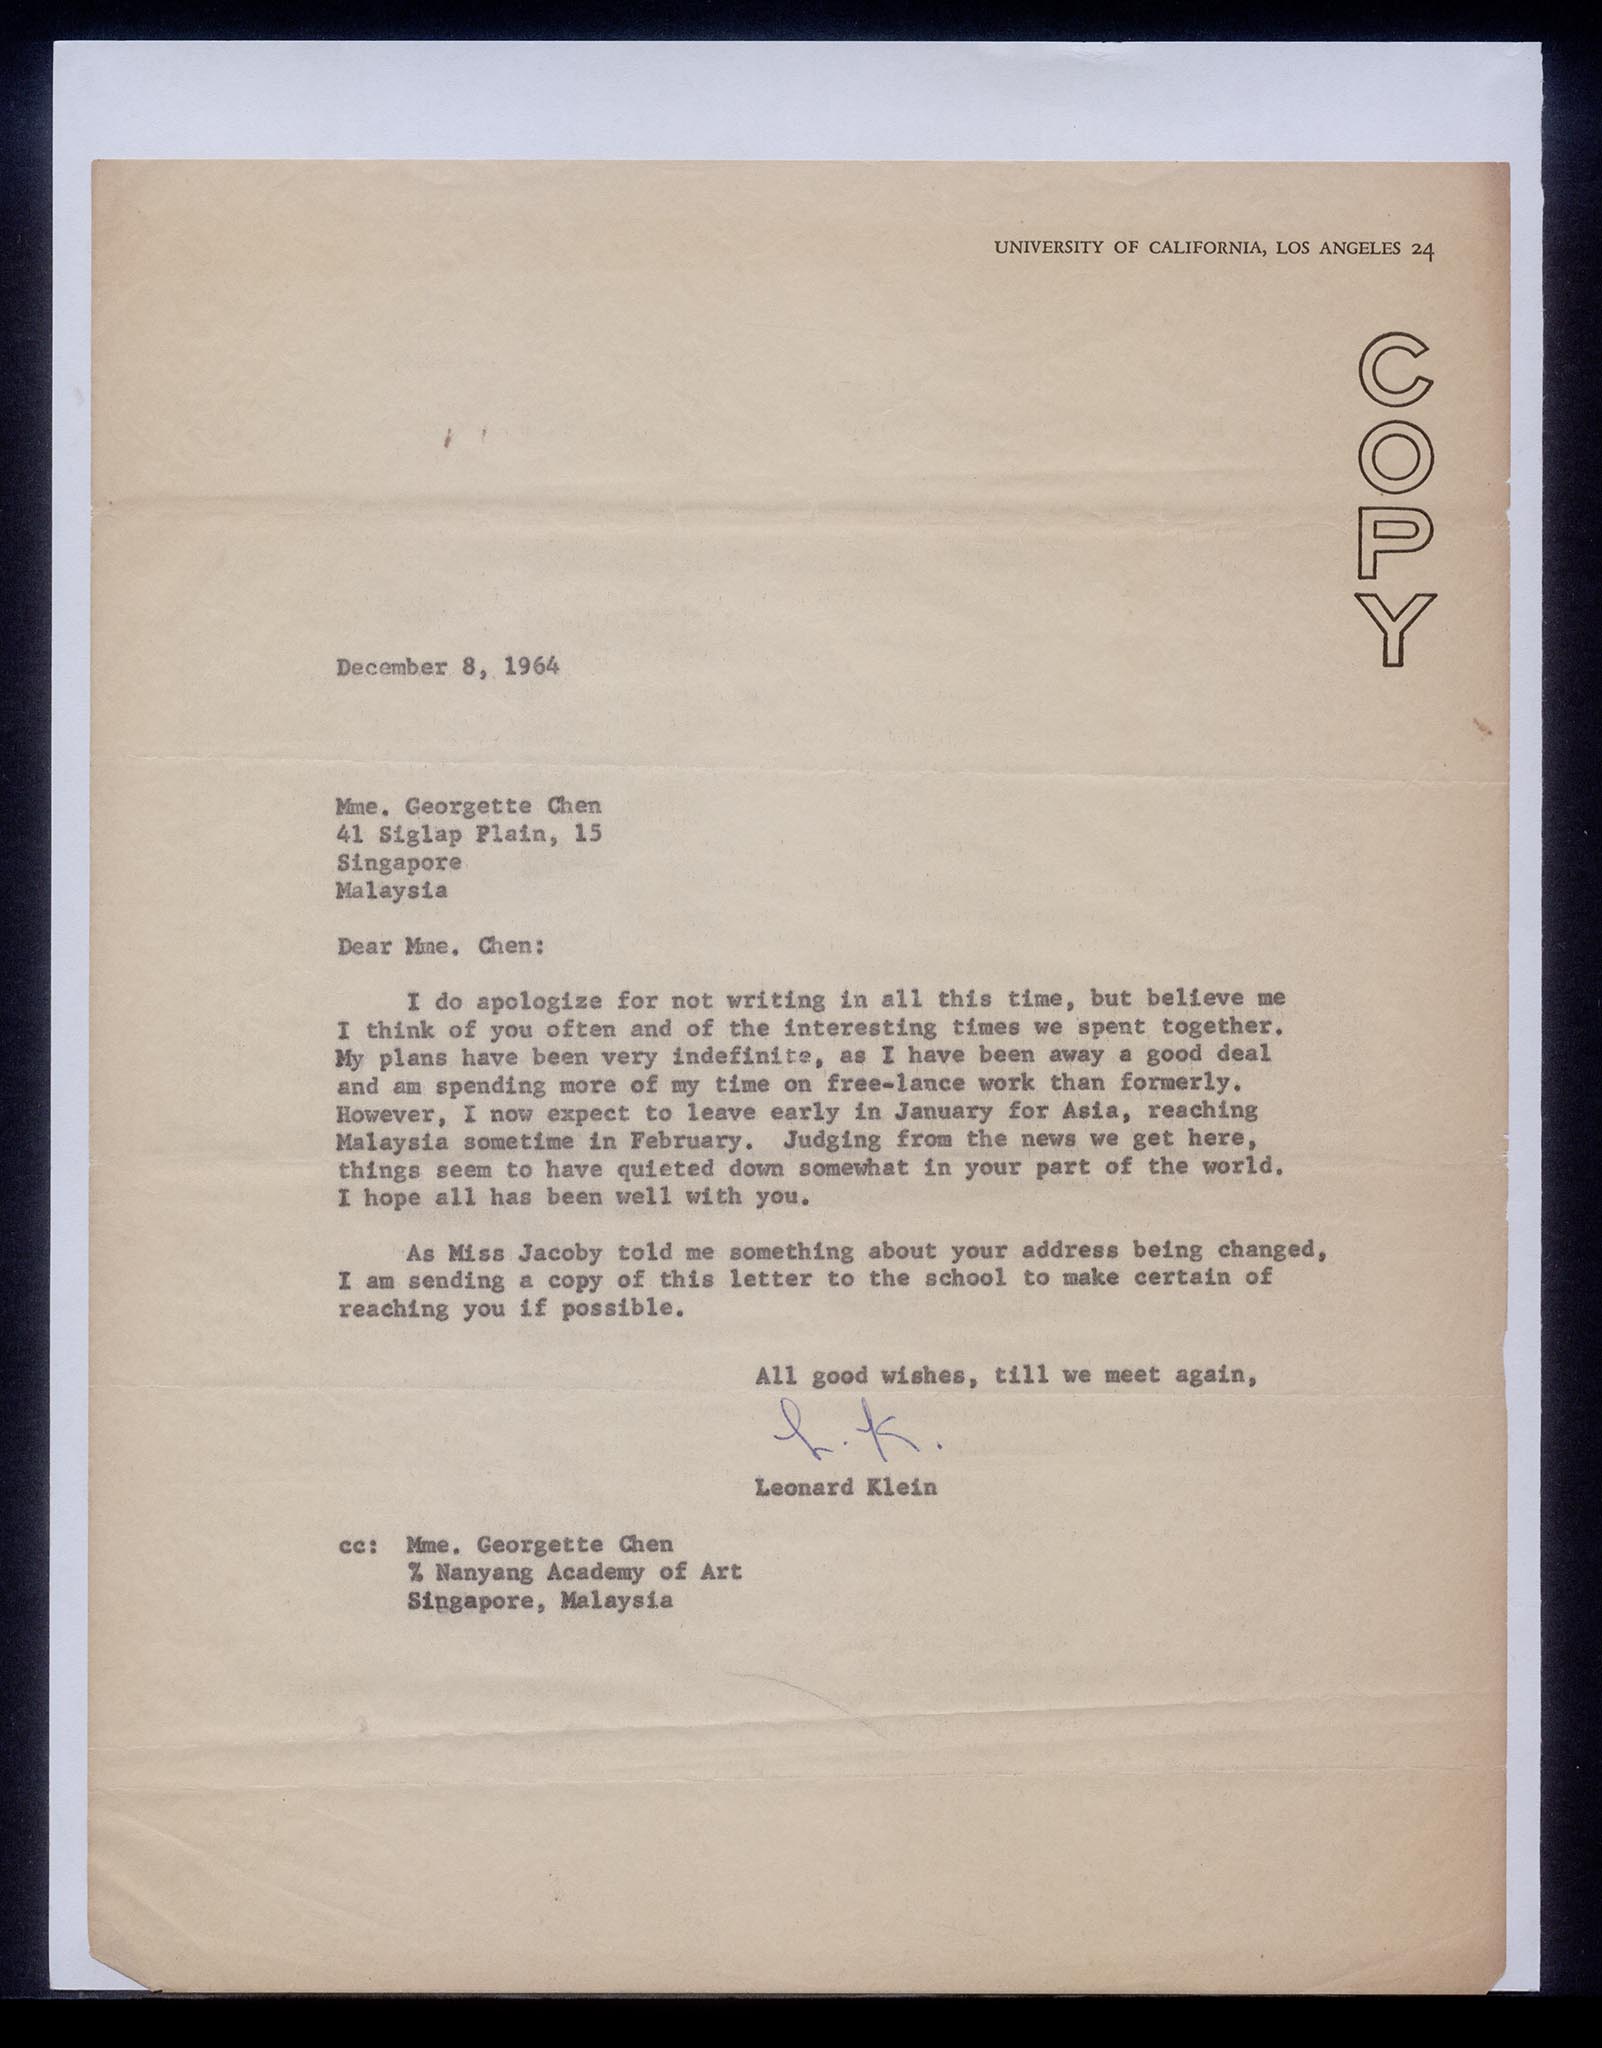 UNIVERSITY OF CALIFORNIA, LOS ANGELES 24
COPY
December 8, 1964
Mme. Georgette Chen
41 Siglap Plain, 15
Singapore
Malaysia
Dear Mme. Chen:
I do apologize for not writing in all this time, but believe me
I think of you often and of the interesting times we spent together.
My plans have been very indefinite, as I have been away a good deal
and am spending more of my time on free-lance work than formerly.
However, I now expect to leave early in January for Asia, reaching
Malaysia sometime in February. Judging from the news we get here,
things seem to have quieted down somewhat in your part of the world.
I hope all has been well with you.
As Miss Jacoby told me something about your address being changed,
I am sending a copy of this letter to the school to make certain of
reaching you if possible.
All good wishes, till we meet again,
L. K.
Leonard Klein
cc: Mme. Georgette Chen
% Nanyang Academy of Art
Singapore, Malaysia